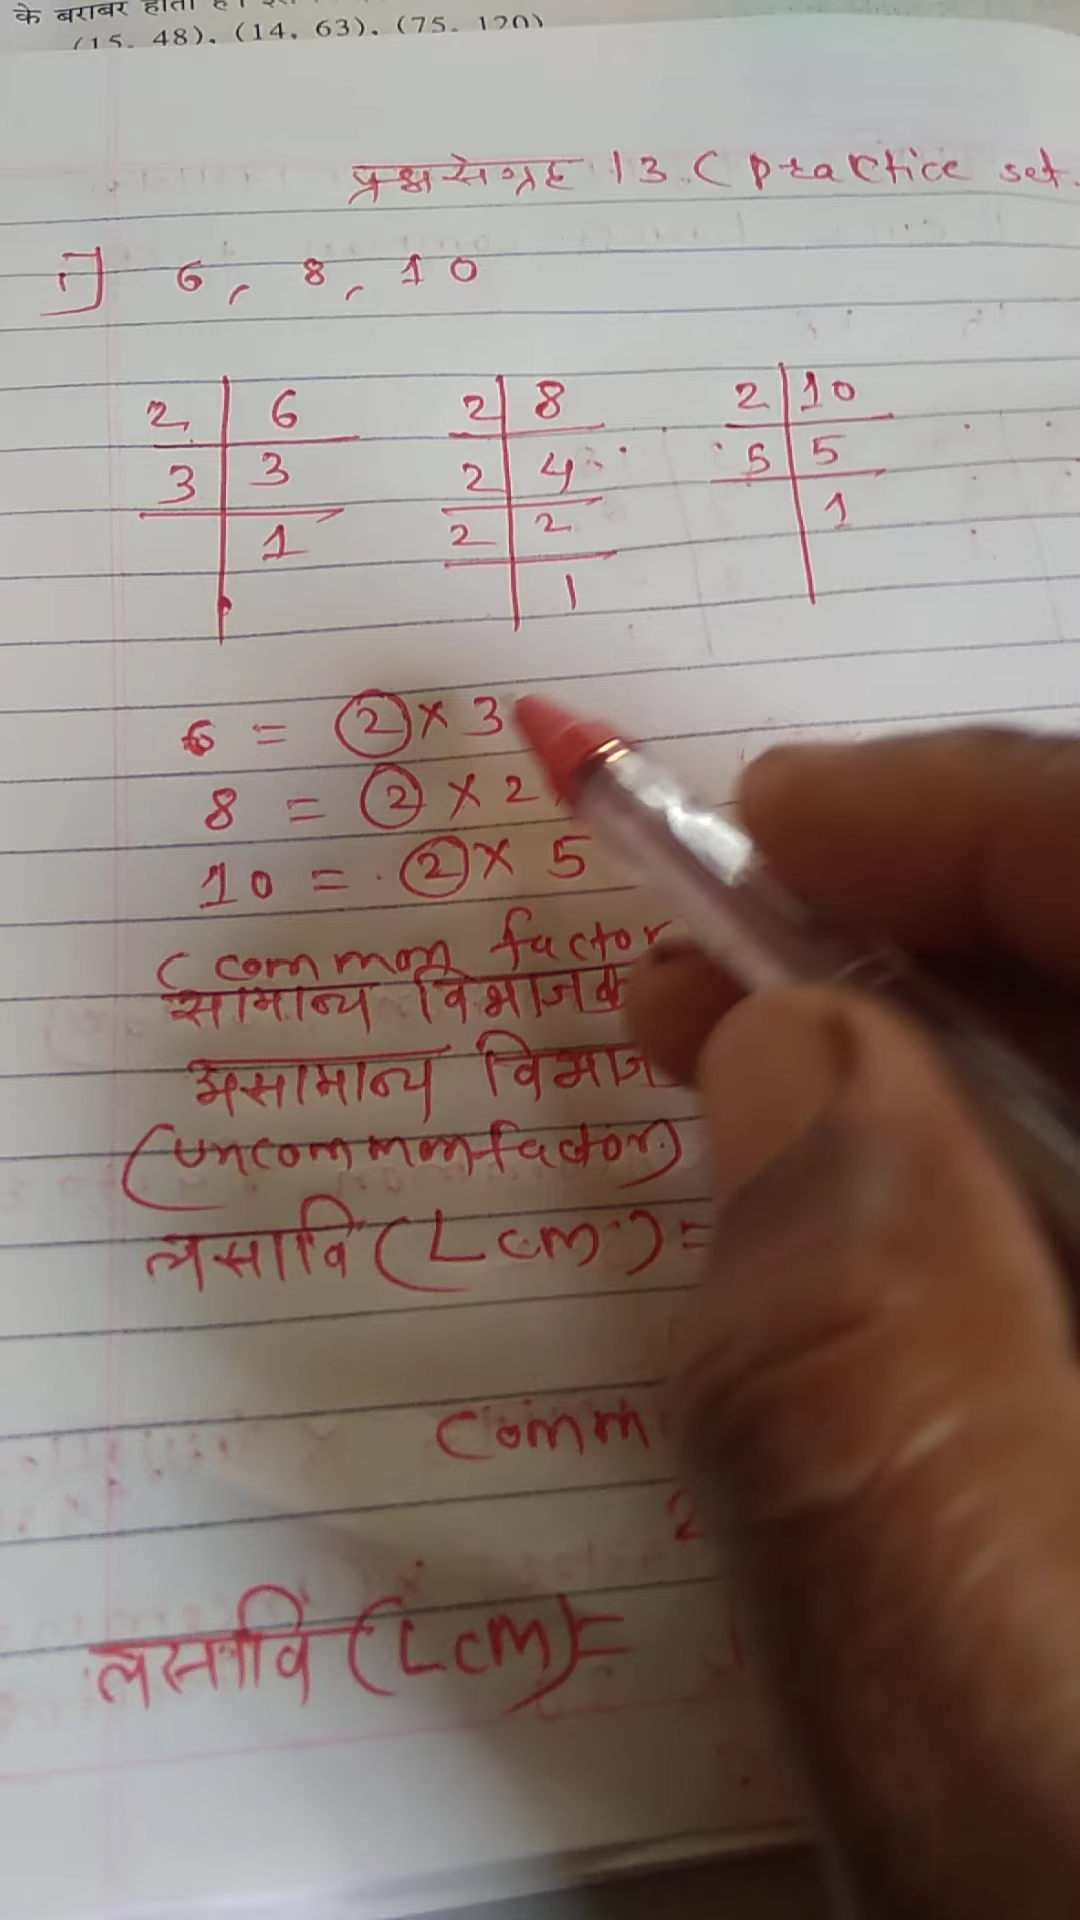 के बराबर होता है।
(15, 48), (14, 63), (75, 120)
प्रश्नसंग्रह 13 (Practice set.
i] 6, 8, 10
2 6 2 8 2 10
3 3 2 4 5 5
1 2 2 1
1
6 = 2 × 3
8 = 2 × 2
10 = 2 × 5
(common factor
सामान्य विभाजक
असामान्य विभाज
(uncommon factor)
लसावि (Lcm) =
comm
2
लसावि (Lcm) =